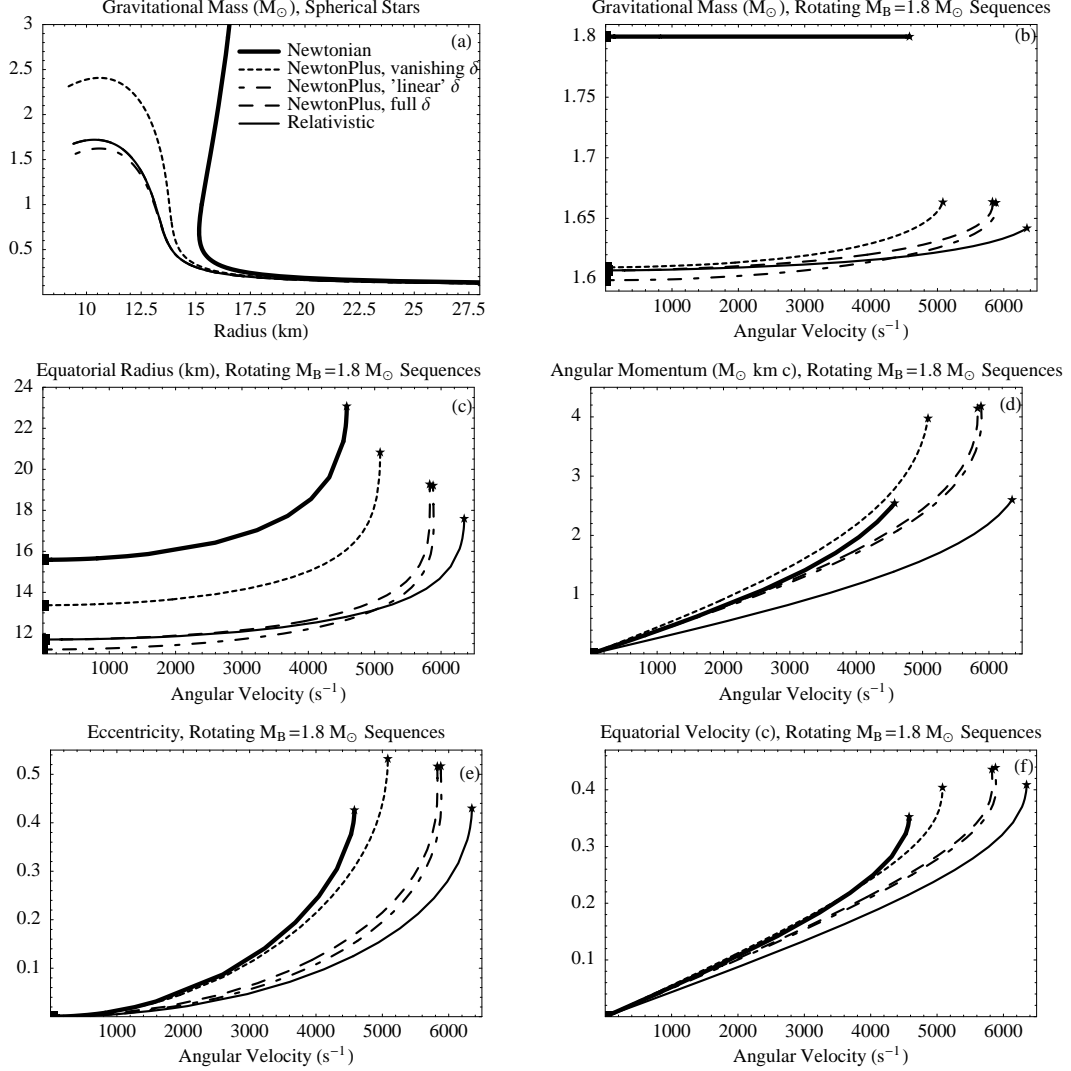 Gravitational Mass (M⊙), Spherical Stars
(a)
Newtonian
NewtonPlus, vanishing δ
NewtonPlus, 'linear' δ
NewtonPlus, full δ
Relativistic
3
2.5
2
1.5
1
0.5
10 12.5 15 17.5 20 22.5 25 27.5
Radius (km)
Gravitational Mass (M⊙), Rotating M_B=1.8 M⊙ Sequences
(b)
1.8
1.75
1.7
1.65
1.6
1000 2000 3000 4000 5000 6000
Angular Velocity (s⁻¹)
Equatorial Radius (km), Rotating M_B=1.8 M⊙ Sequences
(c)
24
22
20
18
16
14
12
1000 2000 3000 4000 5000 6000
Angular Velocity (s⁻¹)
Angular Momentum (M⊙ km c), Rotating M_B=1.8 M⊙ Sequences
(d)
4
3
2
1
1000 2000 3000 4000 5000 6000
Angular Velocity (s⁻¹)
Eccentricity, Rotating M_B=1.8 M⊙ Sequences
(e)
0.5
0.4
0.3
0.2
0.1
1000 2000 3000 4000 5000 6000
Angular Velocity (s⁻¹)
Equatorial Velocity (c), Rotating M_B=1.8 M⊙ Sequences
(f)
0.4
0.3
0.2
0.1
1000 2000 3000 4000 5000 6000
Angular Velocity (s⁻¹)